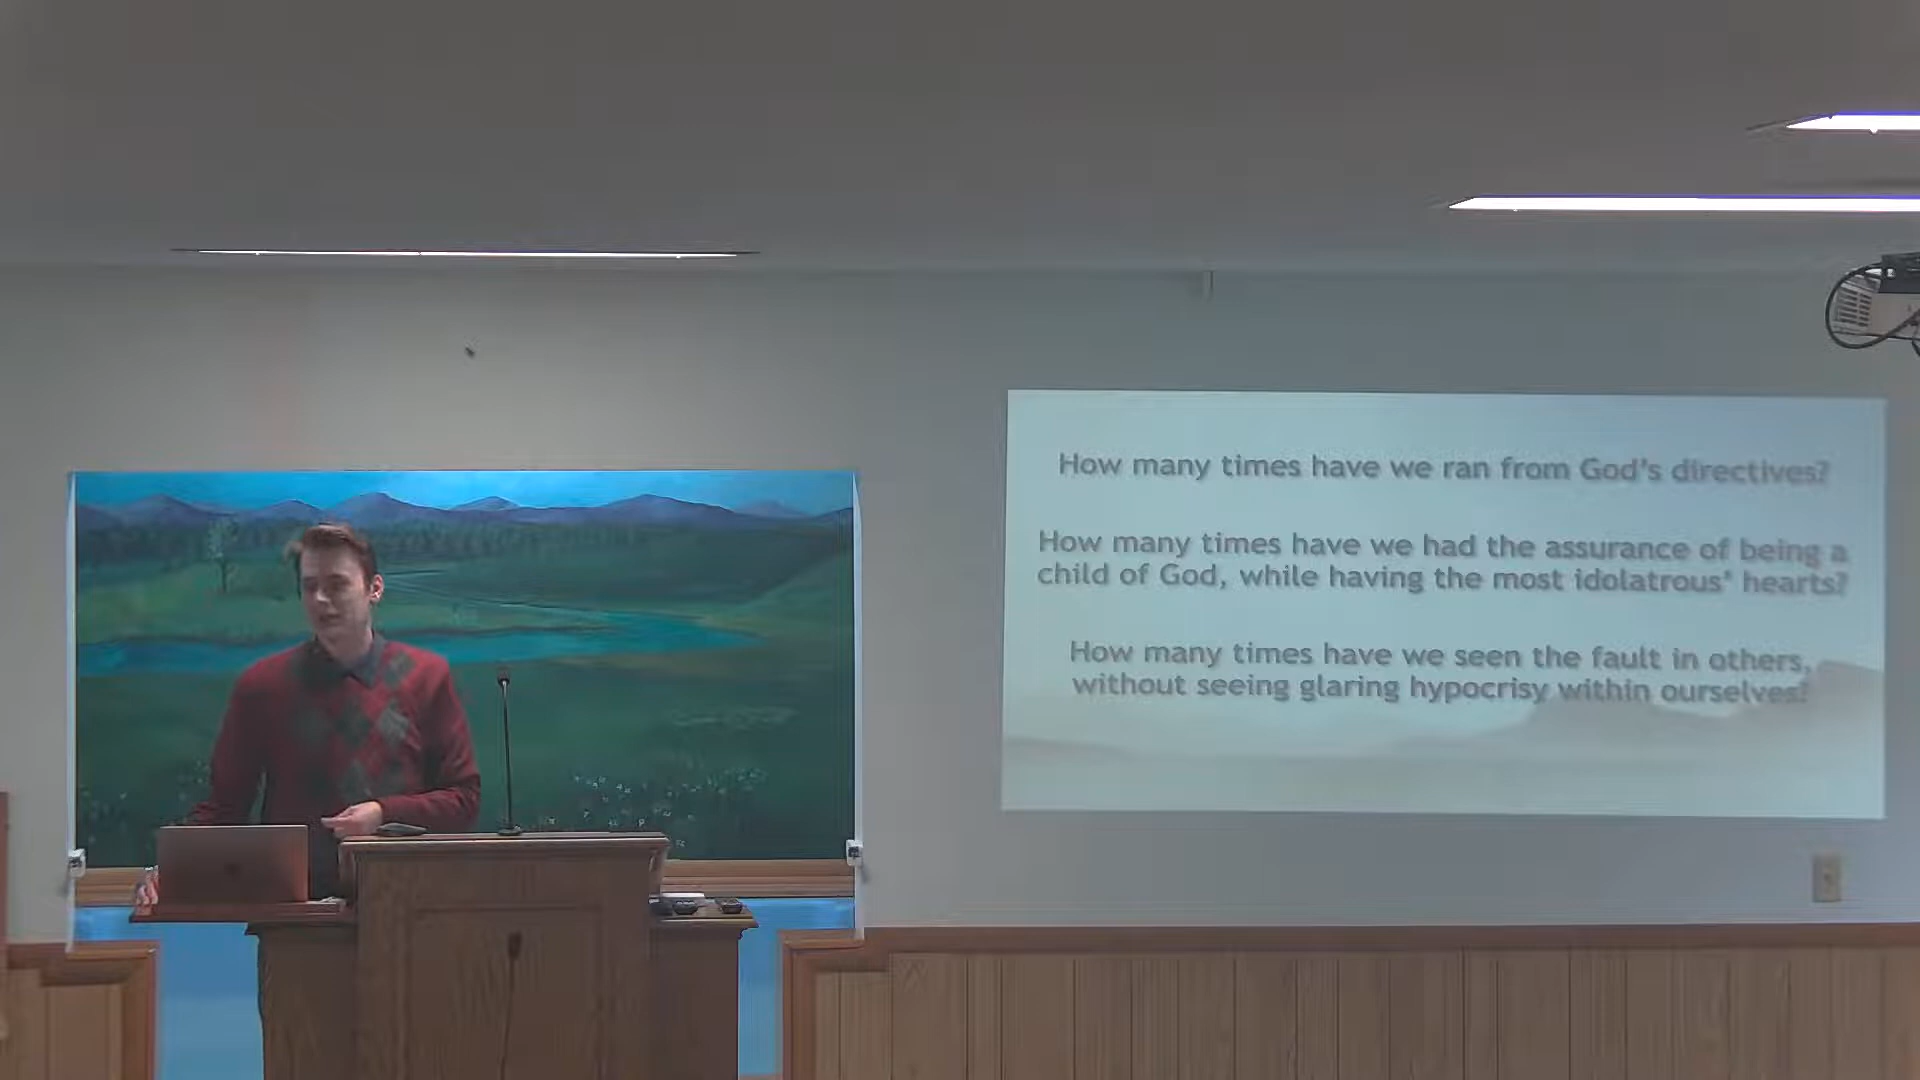 How many times have we ran from God's directives?
How many times have we had the assurance of being a
child of God, while having the most idolatrous' hearts?
How many times have we seen the fault in others,
without seeing glaring hypocrisy within ourselves?